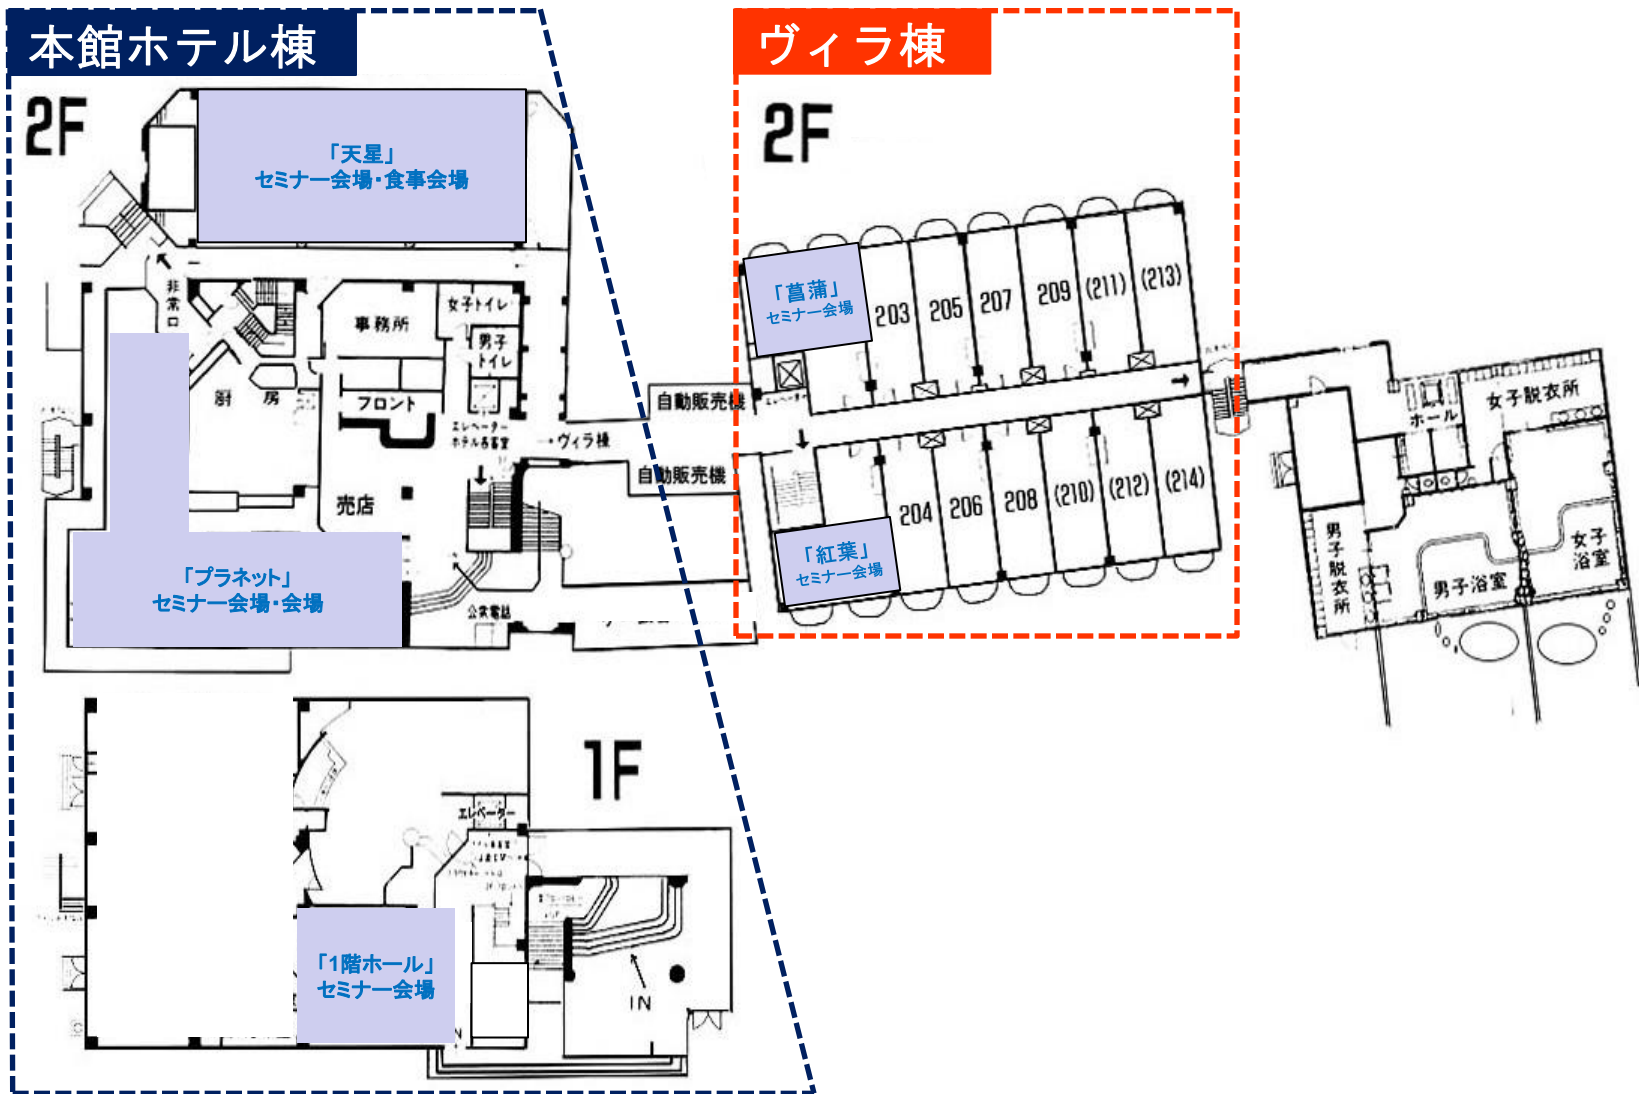 本館ホテル棟
2F
「天星」
セミナー会場・食事会場
非常口
事務所
女子トイレ
男子
トイレ
厨房
フロント
エレベーター
ホテル各客室
→ヴィラ棟
自動販売機
自動販売機
売店
「プラネット」
セミナー会場・会場
公衆電話
1F
エレベーター
「1階ホール」
セミナー会場
IN
ヴィラ棟
2F
「菖蒲」
セミナー会場
203
205
207
209
(211)
(213)
エレベーター
204
206
208
(210)
(212)
(214)
「紅葉」
セミナー会場
ホール
女子脱衣所
男子脱衣所
男子浴室
女子
浴室